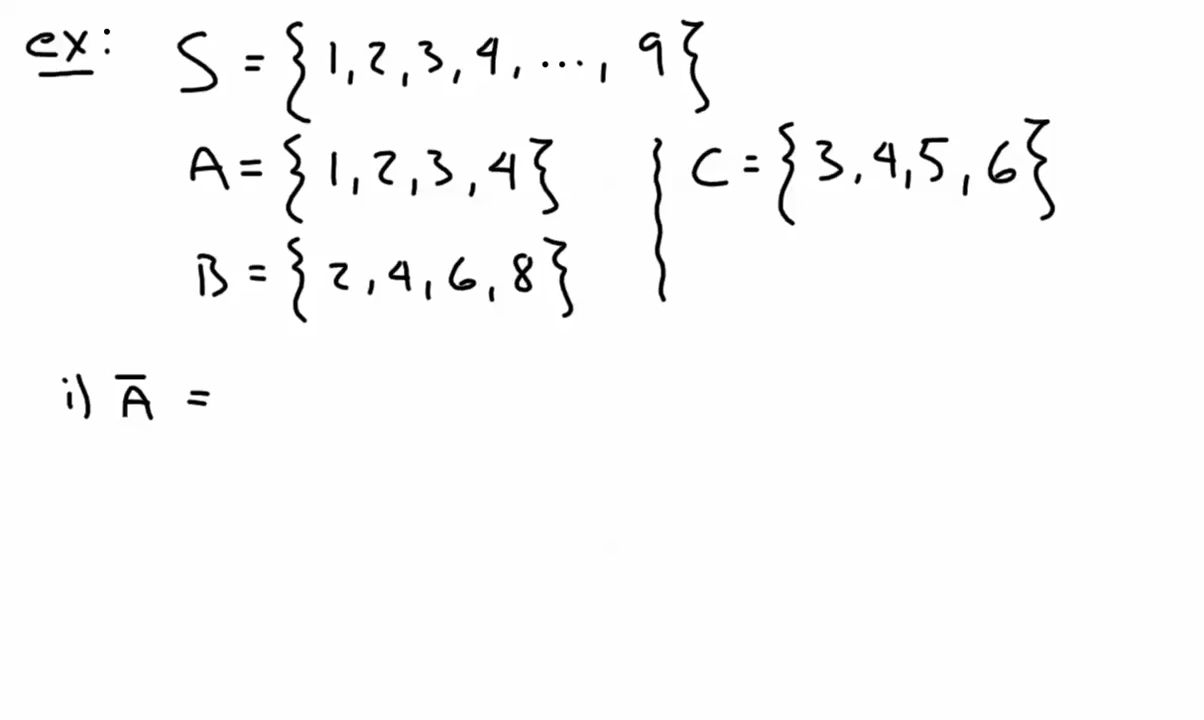 ex: S = {1, 2, 3, 4, ..., 9}
A = {1, 2, 3, 4}
C = {3, 4, 5, 6}
B = {2, 4, 6, 8}
i) A̅ =